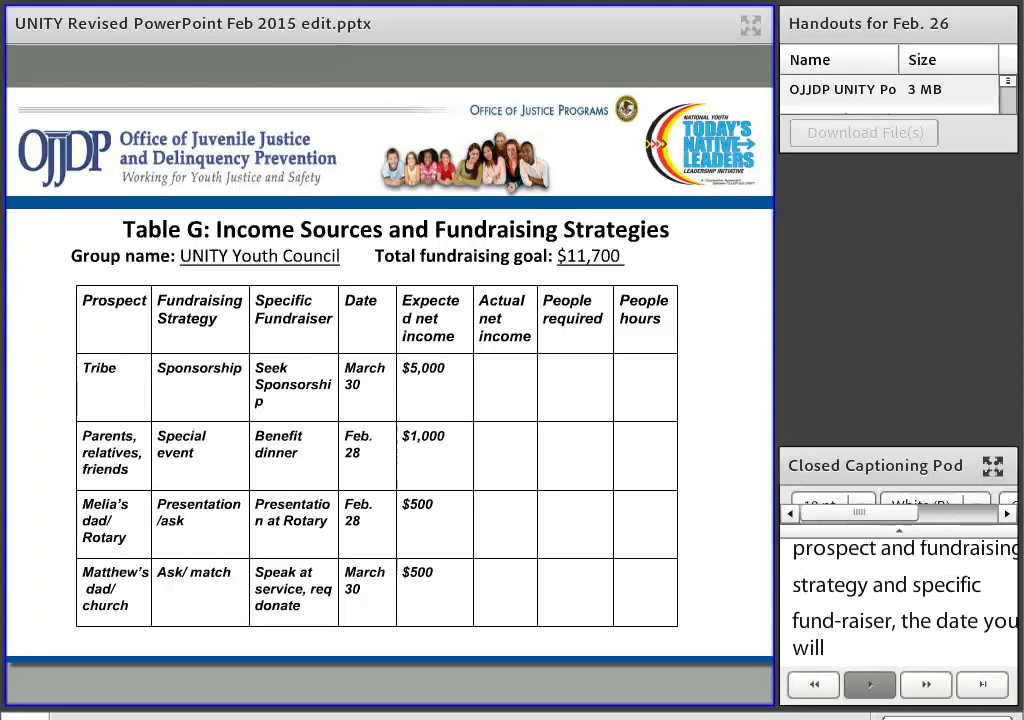 UNITY Revised PowerPoint Feb 2015 edit.pptx
OFFICE OF JUSTICE PROGRAMS
OJJDP
Office of Juvenile Justice
and Delinquency Prevention
Working for Youth Justice and Safety
NATIONAL YOUTH
TODAY'S
NATIVE
LEADERS
LEADERSHIP INITIATIVE
Table G: Income Sources and Fundraising Strategies
Group name: UNITY Youth Council Total fundraising goal: $11,700
Prospect
Fundraising
Strategy
Specific
Fundraiser
Date
Expecte
d net
income
Actual
net
income
People
required
People
hours
Tribe
Sponsorship
Seek
Sponsorshi
p
March
30
$5,000
Parents,
relatives,
friends
Special
event
Benefit
dinner
Feb.
28
$1,000
Melia's
dad/
Rotary
Presentation
/ask
Presentatio
n at Rotary
Feb.
28
$500
Matthew's
dad/
church
Ask/ match
Speak at
service, req
donate
March
30
$500
Handouts for Feb. 26
Name Size
OJJDP UNITY Po 3 MB
Download File(s)
Closed Captioning Pod
prospect and fundraising
strategy and specific
fund-raiser, the date you
will